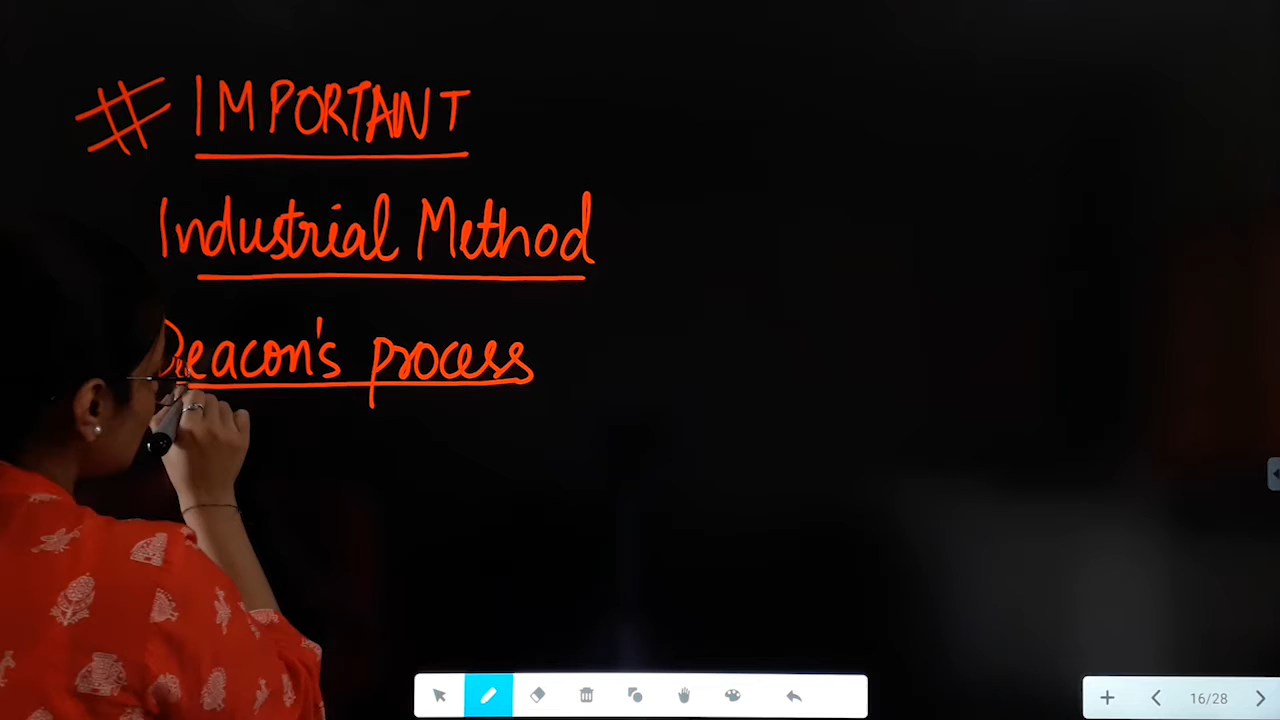 # IMPORTANT
Industrial Method
Deacon's process
16/28